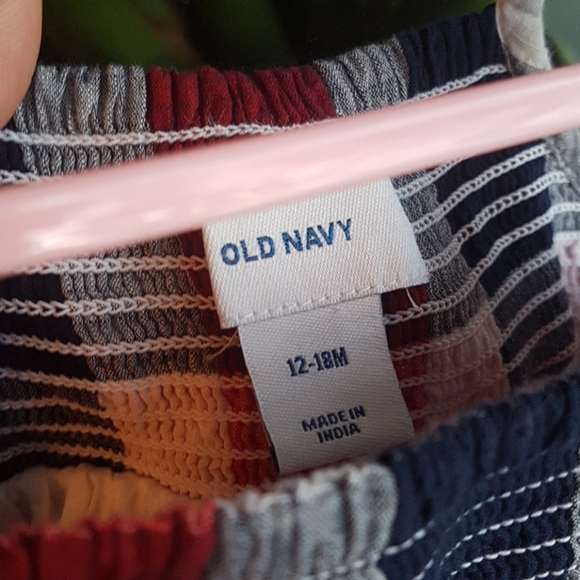 OLD NAVY
12-18M
MADE IN
INDIA